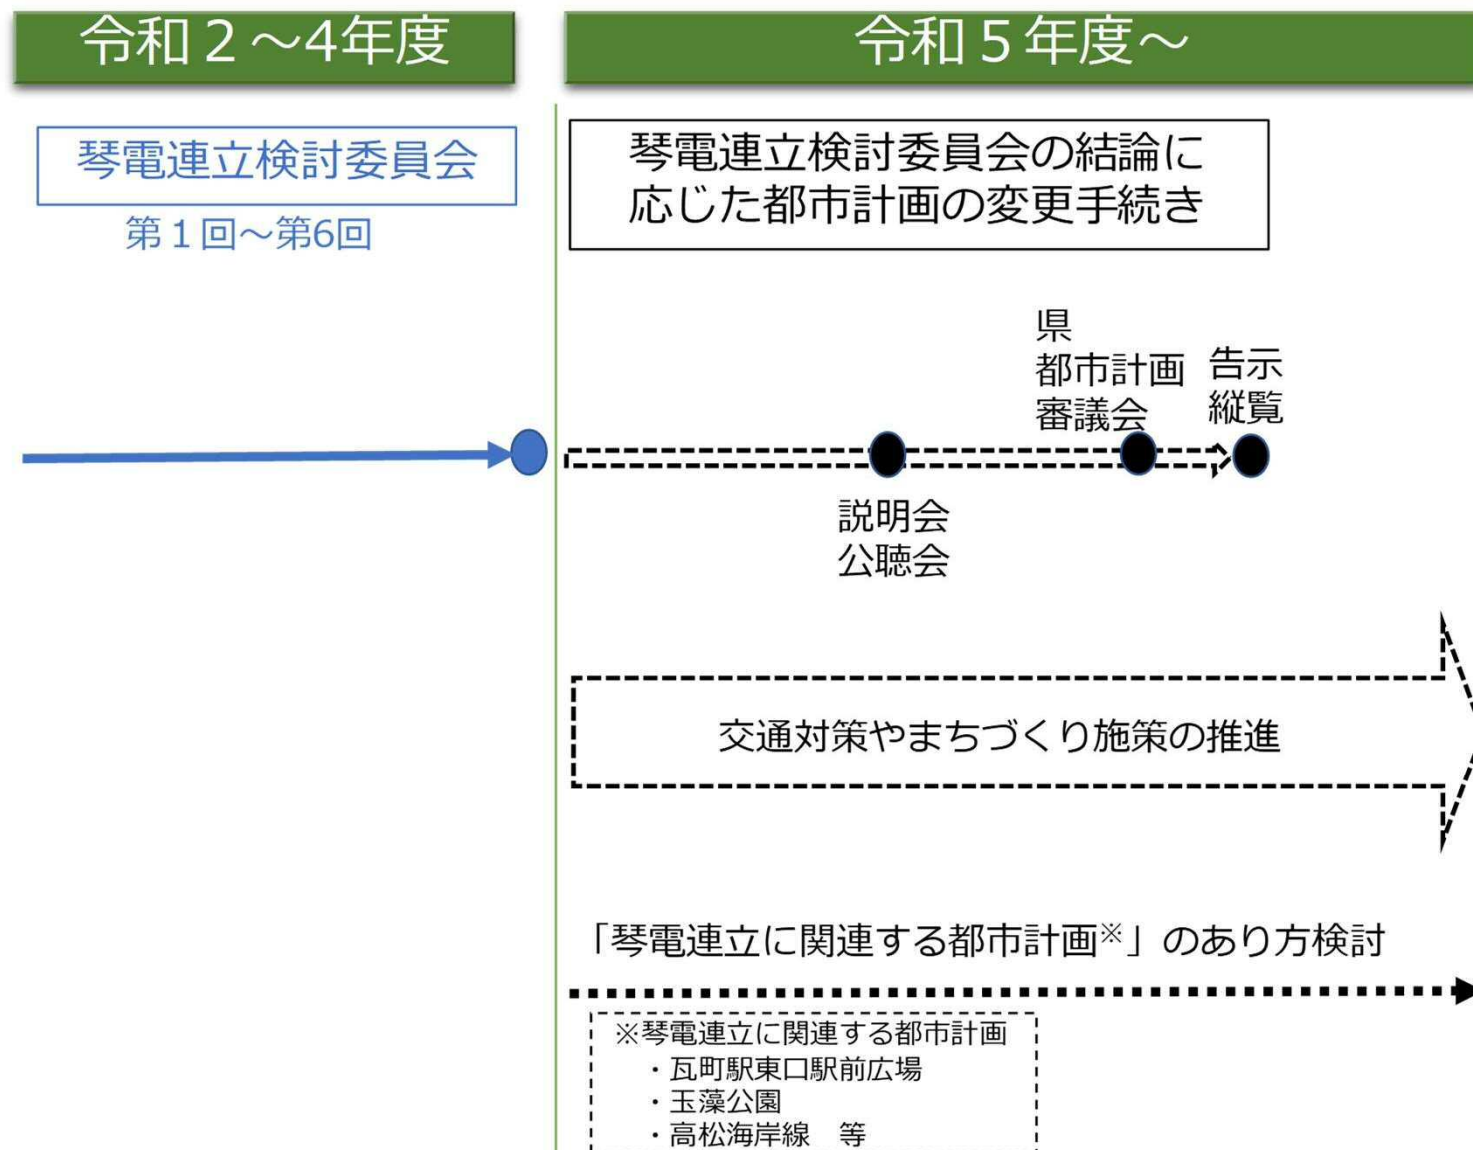 令和２～4年度
令和５年度～
琴電連立検討委員会
第１回～第6回
琴電連立検討委員会の結論に
応じた都市計画の変更手続き
県
都市計画
審議会
告示
縦覧
説明会
公聴会
交通対策やまちづくり施策の推進
「琴電連立に関連する都市計画※」のあり方検討
※琴電連立に関連する都市計画
・瓦町駅東口駅前広場
・玉藻公園
・高松海岸線　等